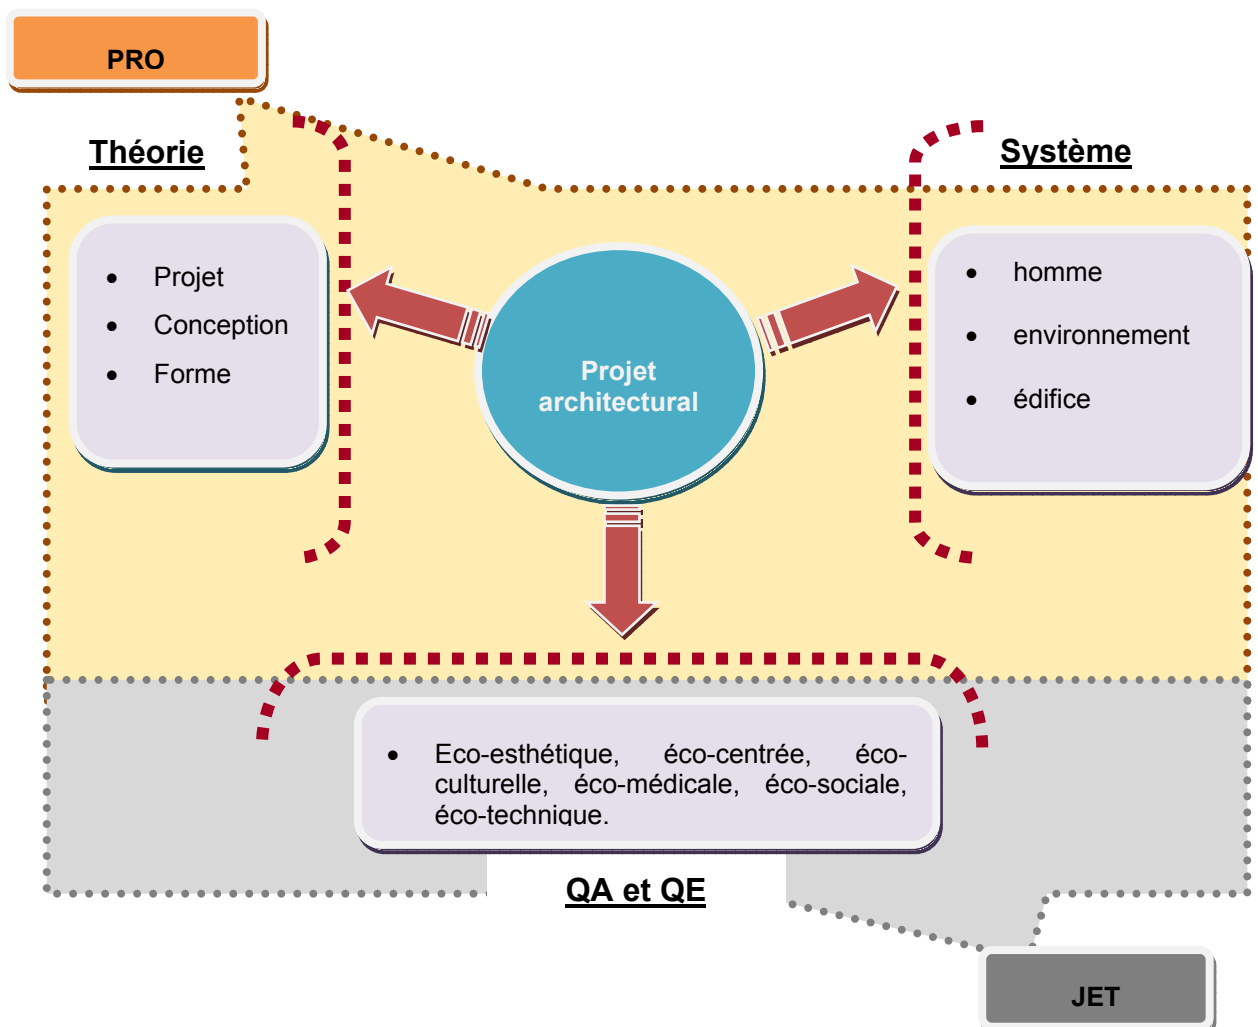 PRO
Théorie
Système
• Projet
• Conception
• Forme
Projet
architectural
• homme
• environnement
• édifice
• Eco-esthétique, éco-centrée, éco-
culturelle, éco-médicale, éco-sociale,
éco-technique.
QA et QE
JET